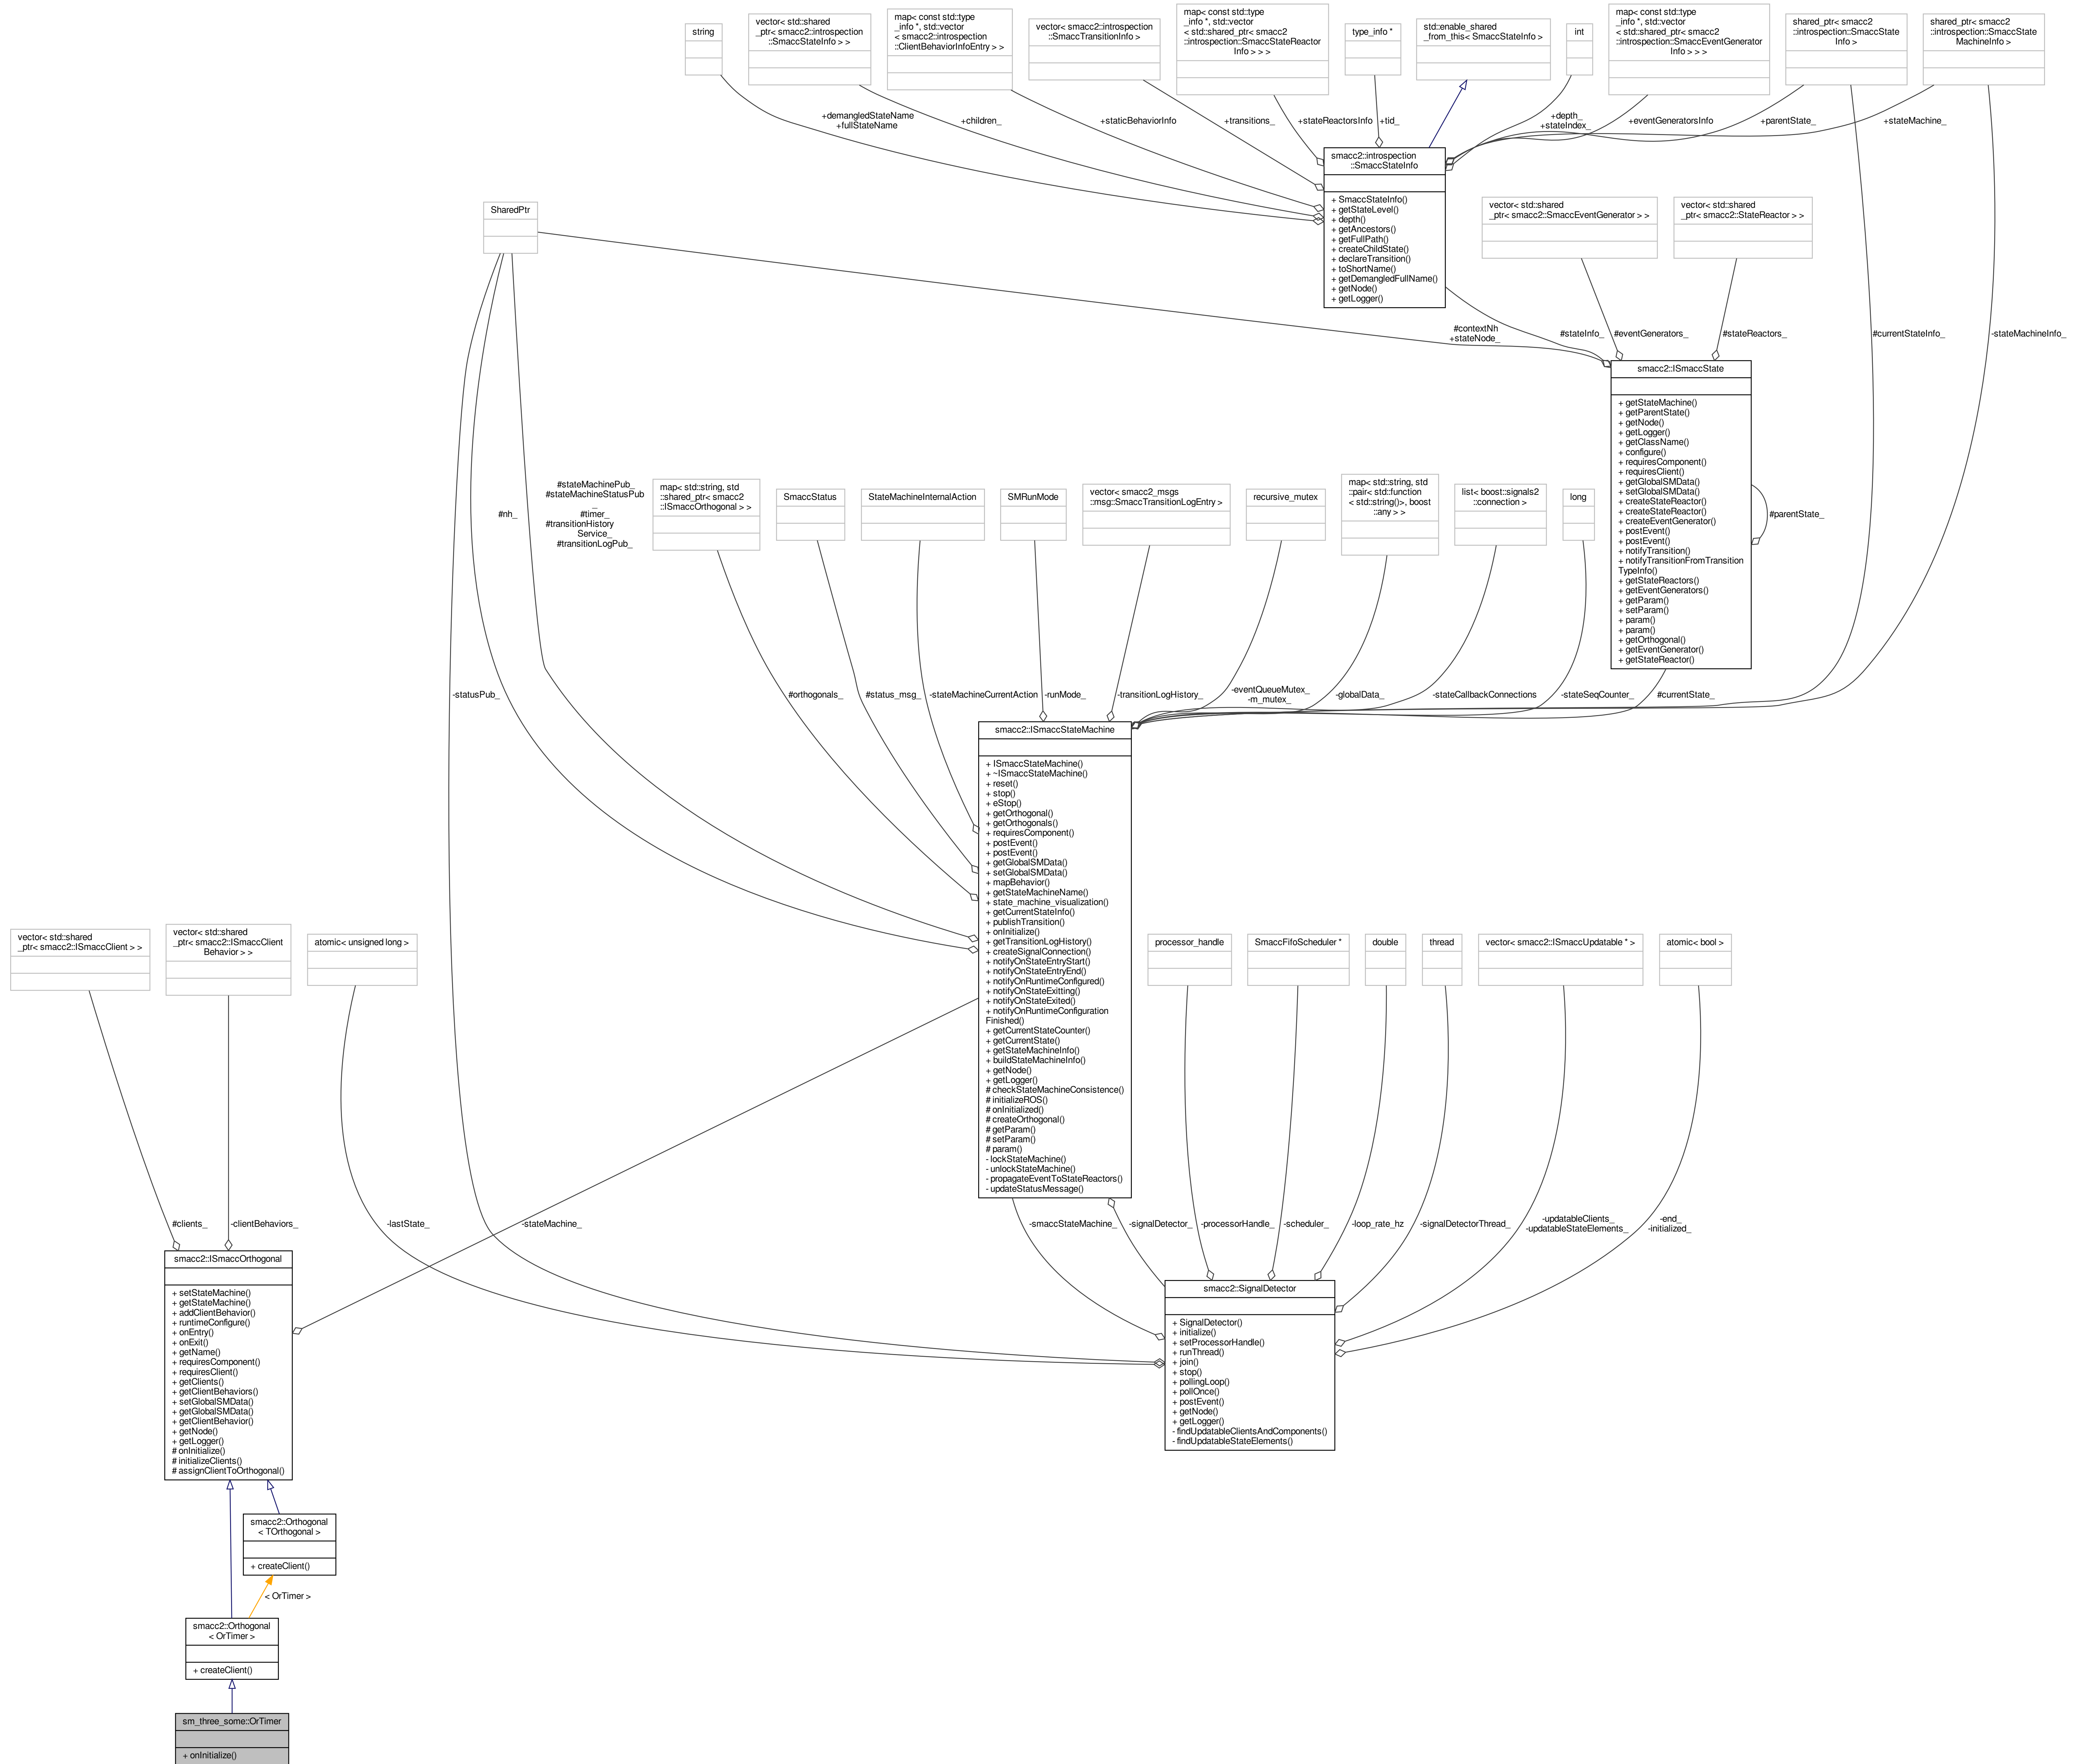 string
vector< std::shared
_ptr< smacc2::introspection
::SmaccStateInfo > >
map< const std::type
_info *, std::vector
< smacc2::introspection
::ClientBehaviorInfoEntry > >
vector< smacc2::introspection
::SmaccTransitionInfo >
map< const std::type
_info *, std::vector
< std::shared_ptr< smacc2
::introspection::SmaccStateReactor
Info > > >
type_info *
std::enable_shared
_from_this< SmaccStateInfo >
int
map< const std::type
_info *, std::vector
< std::shared_ptr< smacc2
::introspection::SmaccEventGenerator
Info > > >
shared_ptr< smacc2
::introspection::SmaccState
Info >
shared_ptr< smacc2
::introspection::SmaccState
MachineInfo >
+demangledStateName
+fullStateName
+children_
+staticBehaviorInfo
+transitions_
+stateReactorsInfo
+tid_
+depth_
+stateIndex_
+eventGeneratorsInfo
+parentState_
+stateMachine_
smacc2::introspection
::SmaccStateInfo
+ SmaccStateInfo()
+ getStateLevel()
+ depth()
+ getAncestors()
+ getFullPath()
+ createChildState()
+ declareTransition()
+ toShortName()
+ getDemangledFullName()
+ getNode()
+ getLogger()
SharedPtr
vector< std::shared
_ptr< smacc2::SmaccEventGenerator > >
vector< std::shared
_ptr< smacc2::StateReactor > >
#contextNh
+stateNode_
#stateInfo_
#eventGenerators_
#stateReactors_
#currentStateInfo_
-stateMachineInfo_
smacc2::ISmaccState
+ getStateMachine()
+ getParentState()
+ getNode()
+ getLogger()
+ getClassName()
+ configure()
+ requiresComponent()
+ requiresClient()
+ getGlobalSMData()
+ setGlobalSMData()
+ createStateReactor()
+ createStateReactor()
+ createEventGenerator()
+ postEvent()
+ postEvent()
+ notifyTransition()
+ notifyTransitionFromTransition
TypeInfo()
+ getStateReactors()
+ getEventGenerators()
+ getParam()
+ setParam()
+ param()
+ param()
+ getOrthogonal()
+ getEventGenerator()
+ getStateReactor()
#parentState_
#nh_
#stateMachinePub_
#stateMachineStatusPub
_
#timer_
#transitionHistory
Service_
#transitionLogPub_
map< std::string, std
::shared_ptr< smacc2
::ISmaccOrthogonal > >
SmaccStatus
StateMachineInternalAction
SMRunMode
vector< smacc2_msgs
::msg::SmaccTransitionLogEntry >
recursive_mutex
map< std::string, std
::pair< std::function
< std::string()>, boost
::any > >
list< boost::signals2
::connection >
long
-statusPub_
#orthogonals_
#status_msg_
-stateMachineCurrentAction
-runMode_
-transitionLogHistory_
-eventQueueMutex_
-m_mutex_
-globalData_
-stateCallbackConnections
-stateSeqCounter_
#currentState_
smacc2::ISmaccStateMachine
+ ISmaccStateMachine()
+ ~ISmaccStateMachine()
+ reset()
+ stop()
+ eStop()
+ getOrthogonal()
+ getOrthogonals()
+ requiresComponent()
+ postEvent()
+ postEvent()
+ getGlobalSMData()
+ setGlobalSMData()
+ mapBehavior()
+ getStateMachineName()
+ state_machine_visualization()
+ getCurrentStateInfo()
+ publishTransition()
+ onInitialize()
+ getTransitionLogHistory()
+ createSignalConnection()
+ notifyOnStateEntryStart()
+ notifyOnStateEntryEnd()
+ notifyOnRuntimeConfigured()
+ notifyOnStateExitting()
+ notifyOnStateExited()
+ notifyOnRuntimeConfiguration
Finished()
+ getCurrentStateCounter()
+ getCurrentState()
+ getStateMachineInfo()
+ buildStateMachineInfo()
+ getNode()
+ getLogger()
# checkStateMachineConsistence()
# initializeROS()
# onInitialized()
# createOrthogonal()
# getParam()
# setParam()
# param()
- lockStateMachine()
- unlockStateMachine()
- propagateEventToStateReactors()
- updateStatusMessage()
vector< std::shared
_ptr< smacc2::ISmaccClient > >
vector< std::shared
_ptr< smacc2::ISmaccClient
Behavior > >
atomic< unsigned long >
processor_handle
SmaccFifoScheduler *
double
thread
vector< smacc2::ISmaccUpdatable * >
atomic< bool >
#clients_
-clientBehaviors_
-lastState_
-stateMachine_
-smaccStateMachine_
-signalDetector_
-processorHandle_
-scheduler_
-loop_rate_hz
-signalDetectorThread_
-updatableClients_
-updatableStateElements_
-end_
-initialized_
smacc2::ISmaccOrthogonal
+ setStateMachine()
+ getStateMachine()
+ addClientBehavior()
+ runtimeConfigure()
+ onEntry()
+ onExit()
+ getName()
+ requiresComponent()
+ requiresClient()
+ getClients()
+ getClientBehaviors()
+ setGlobalSMData()
+ getGlobalSMData()
+ getClientBehavior()
+ getNode()
+ getLogger()
# onInitialize()
# initializeClients()
# assignClientToOrthogonal()
smacc2::SignalDetector
+ SignalDetector()
+ initialize()
+ setProcessorHandle()
+ runThread()
+ join()
+ stop()
+ pollingLoop()
+ pollOnce()
+ postEvent()
+ getNode()
+ getLogger()
- findUpdatableClientsAndComponents()
- findUpdatableStateElements()
smacc2::Orthogonal
< TOrthogonal >
+ createClient()
< OrTimer >
smacc2::Orthogonal
< OrTimer >
+ createClient()
sm_three_some::OrTimer
+ onInitialize()